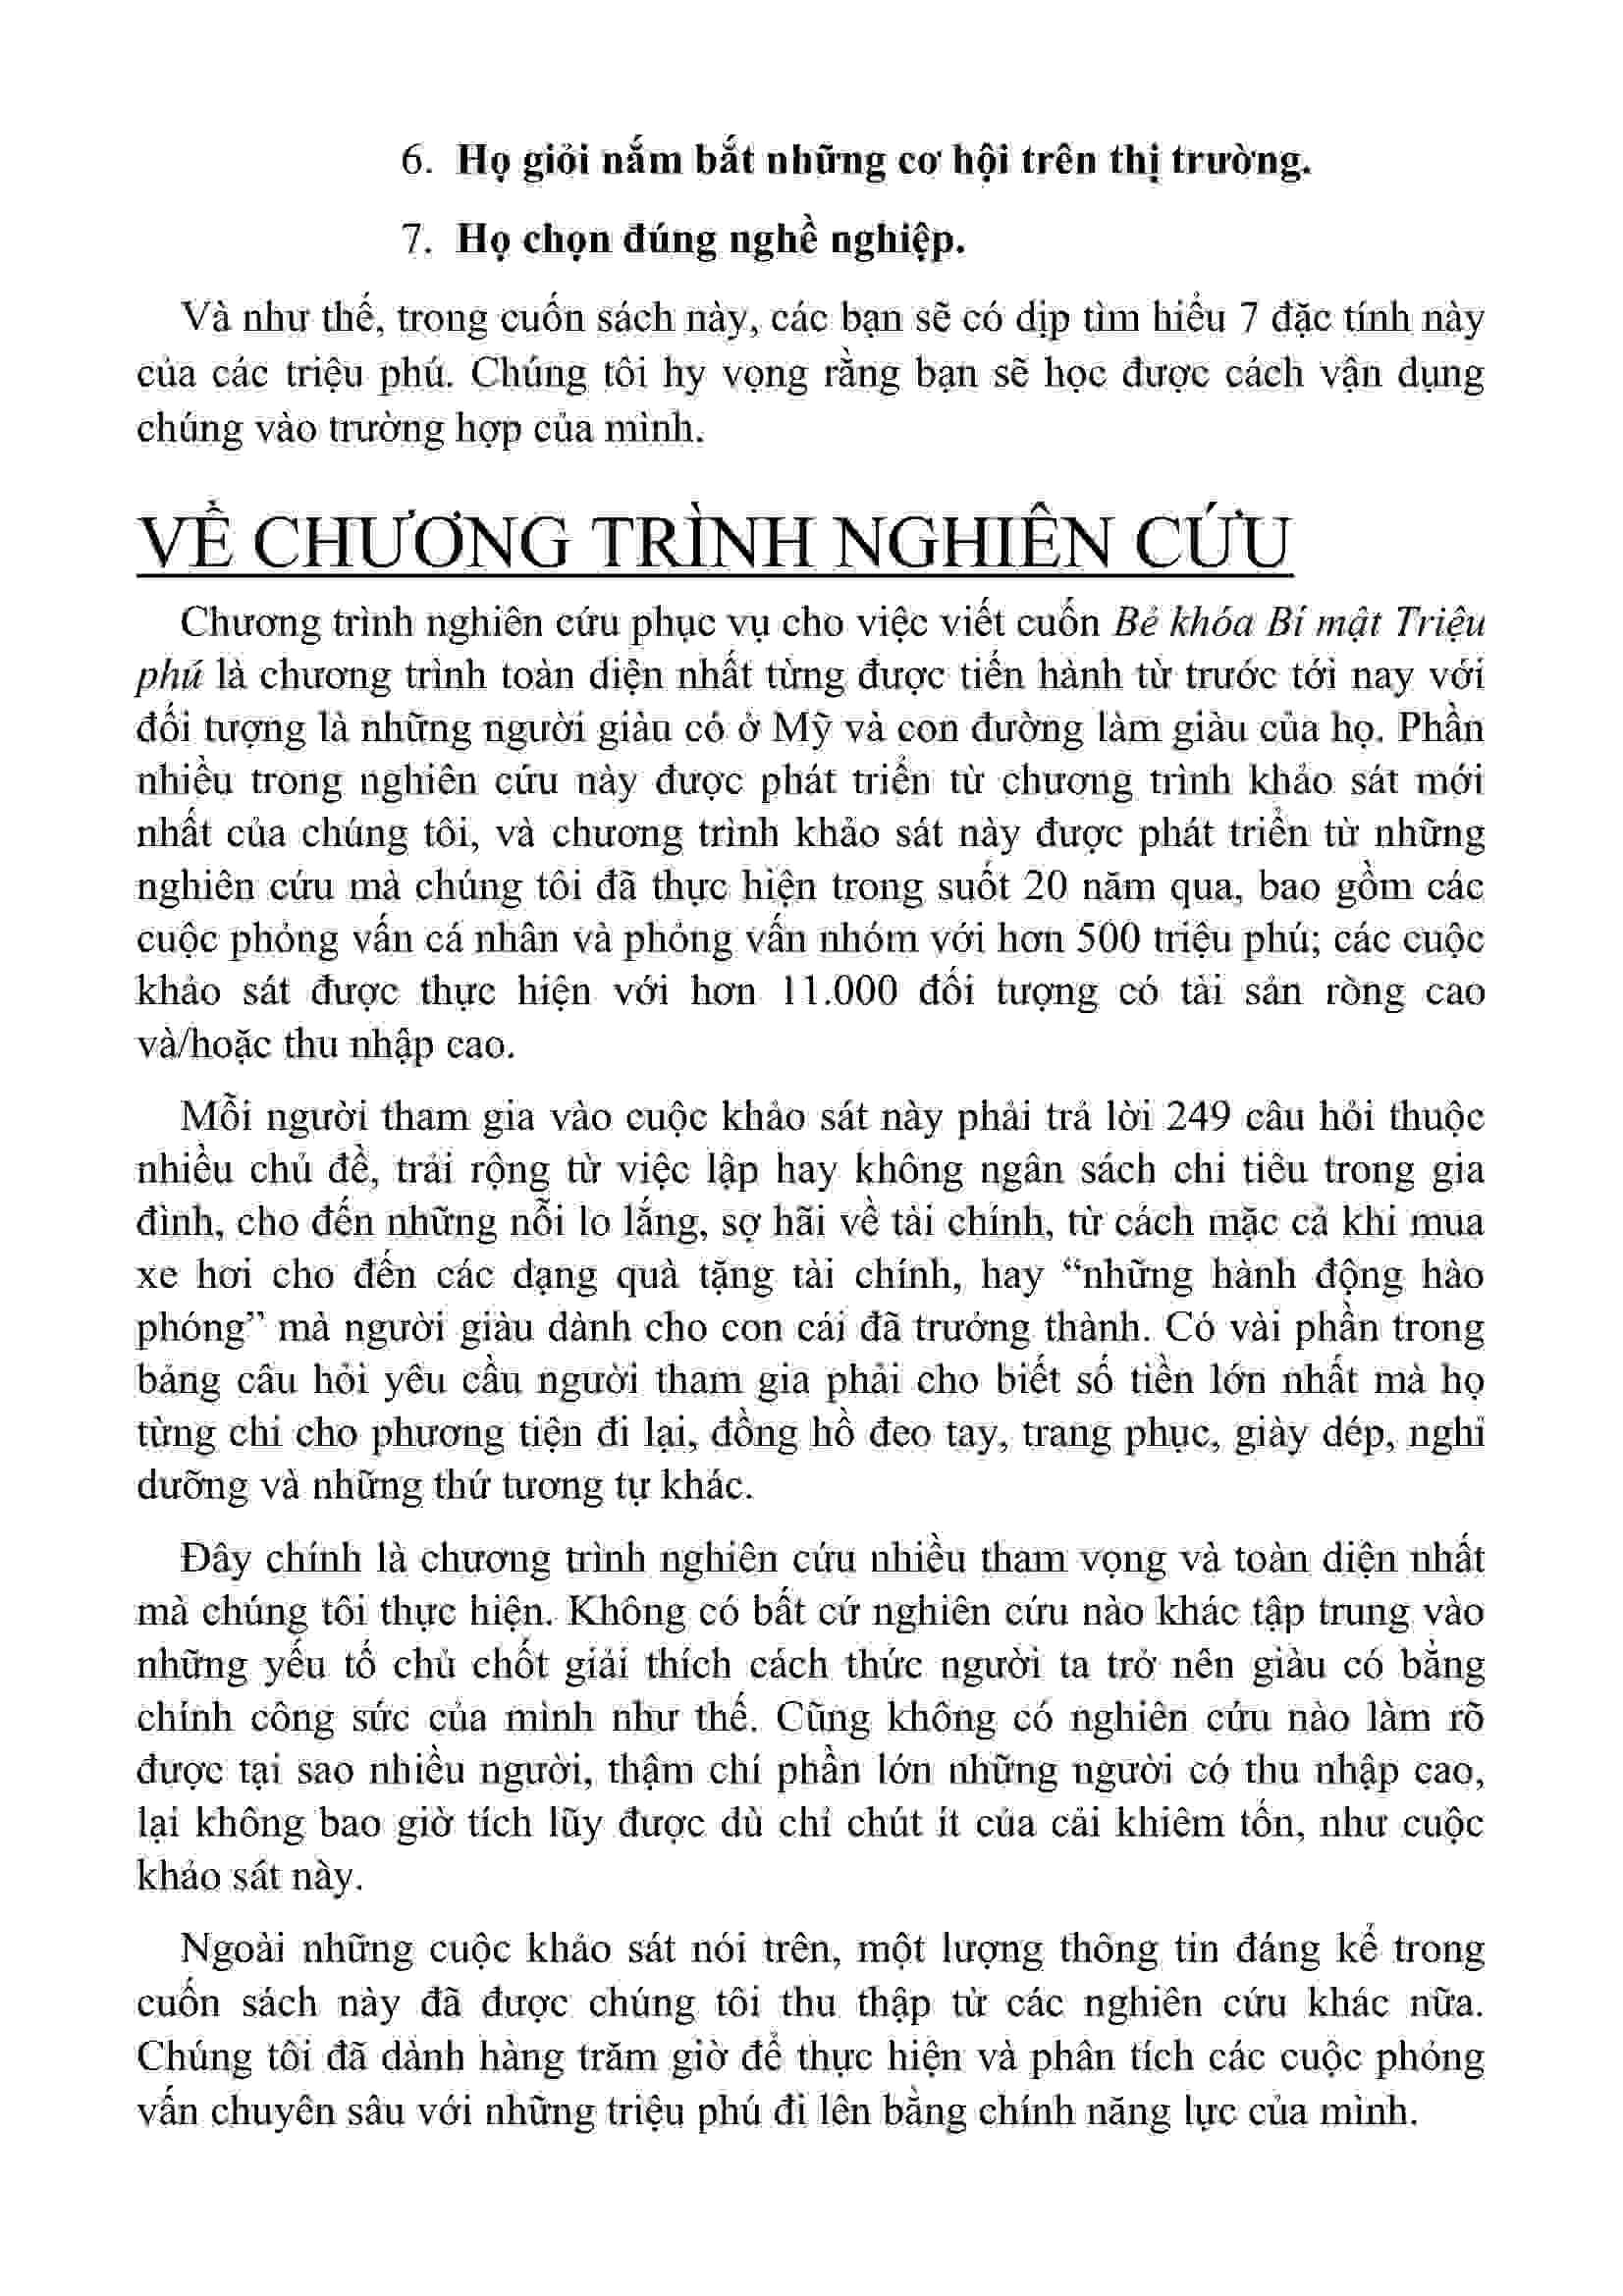 6. Họ giỏi nắm bắt những cơ hội trên thị trường.
7. Họ chọn đúng nghề nghiệp.
Và như thế, trong cuốn sách này, các bạn sẽ có dịp tìm hiểu 7 đặc tính này
của các triệu phú. Chúng tôi hy vọng rằng bạn sẽ học được cách vận dụng
chúng vào trường hợp của mình.
VỀ CHƯƠNG TRÌNH NGHIÊN CỨU
Chương trình nghiên cứu phục vụ cho việc viết cuốn Bẻ khóa Bí mật Triệu
phú là chương trình toàn diện nhất từng được tiến hành từ trước tới nay với
đối tượng là những người giàu có ở Mỹ và con đường làm giàu của họ. Phần
nhiều trong nghiên cứu này được phát triển từ chương trình khảo sát mới
nhất của chúng tôi, và chương trình khảo sát này được phát triển từ những
nghiên cứu mà chúng tôi đã thực hiện trong suốt 20 năm qua, bao gồm các
cuộc phỏng vấn cá nhân và phỏng vấn nhóm với hơn 500 triệu phú; các cuộc
khảo sát được thực hiện với hơn 11.000 đối tượng có tài sản ròng cao
và/hoặc thu nhập cao.
Mỗi người tham gia vào cuộc khảo sát này phải trả lời 249 câu hỏi thuộc
nhiều chủ đề, trải rộng từ việc lập hay không ngân sách chi tiêu trong gia
đình, cho đến những nỗi lo lắng, sợ hãi về tài chính, từ cách mặc cả khi mua
xe hơi cho đến các dạng quà tặng tài chính, hay “những hành động hào
phóng” mà người giàu dành cho con cái đã trưởng thành. Có vài phần trong
bảng câu hỏi yêu cầu người tham gia phải cho biết số tiền lớn nhất mà họ
từng chi cho phương tiện đi lại, đồng hồ đeo tay, trang phục, giày dép, nghỉ
dưỡng và những thứ tương tự khác.
Đây chính là chương trình nghiên cứu nhiều tham vọng và toàn diện nhất
mà chúng tôi thực hiện. Không có bất cứ nghiên cứu nào khác tập trung vào
những yếu tố chủ chốt giải thích cách thức người ta trở nên giàu có bằng
chính công sức của mình như thế. Cũng không có nghiên cứu nào làm rõ
được tại sao nhiều người, thậm chí phần lớn những người có thu nhập cao,
lại không bao giờ tích lũy được dù chỉ chút ít của cải khiêm tốn, như cuộc
khảo sát này.
Ngoài những cuộc khảo sát nói trên, một lượng thông tin đáng kể trong
cuốn sách này đã được chúng tôi thu thập từ các nghiên cứu khác nữa.
Chúng tôi đã dành hàng trăm giờ để thực hiện và phân tích các cuộc phỏng
vấn chuyên sâu với những triệu phú đi lên bằng chính năng lực của mình.